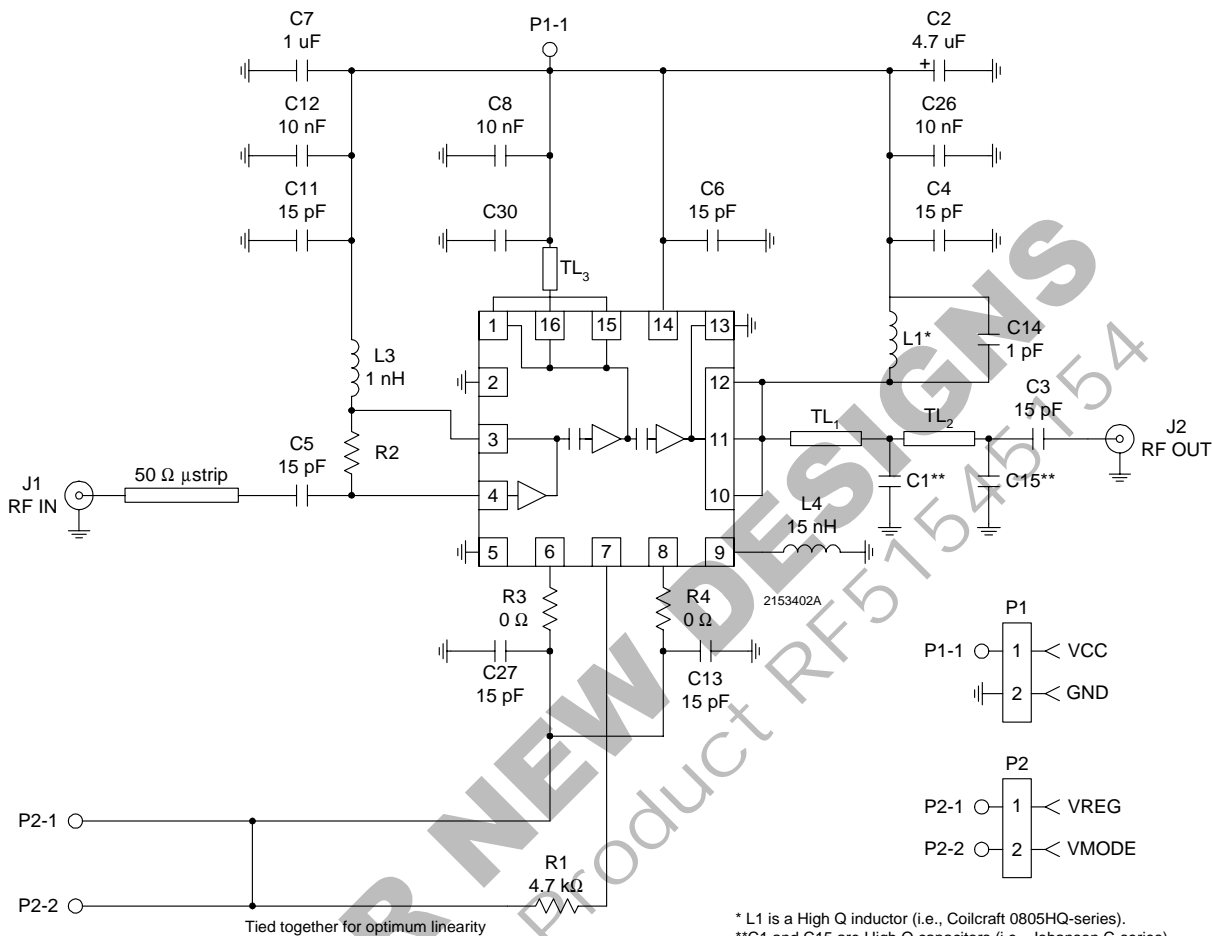 P1-1
C7
1 uF
C2
4.7 uF
+
C12
10 nF
C8
10 nF
C26
10 nF
C11
15 pF
C30
C6
15 pF
C4
15 pF
TL3
1
16
15
14
13
L3
1 nH
2
12
L1*
C14
1 pF
3
11
R2
TL1
TL2
C3
15 pF
J2
RF OUT
C5
15 pF
J1
RF IN
50 Ω µstrip
4
10
C1**
C15**
L4
15 nH
5
6
7
8
9
2153402A
R3
0 Ω
R4
0 Ω
C27
15 pF
C13
15 pF
P1
P1-1
1
VCC
2
GND
P2
P2-1
1
VREG
P2-2
2
VMODE
P2-1
R1
4.7 kΩ
P2-2
Tied together for optimum linearity
* L1 is a High Q inductor (i.e., Coilcraft 0805HQ-series).
R NEW DESIGNS
Product RF51545154